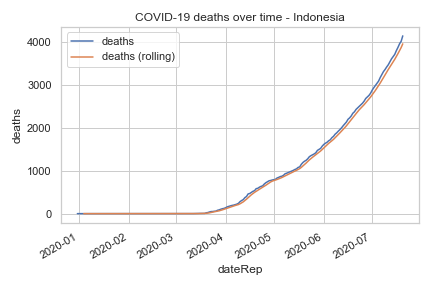 COVID-19 deaths over time - Indonesia
deaths
deaths (rolling)
deaths
4000
3000
2000
1000
0
2020-01
2020-02
2020-03
2020-04
2020-05
2020-06
2020-07
dateRep